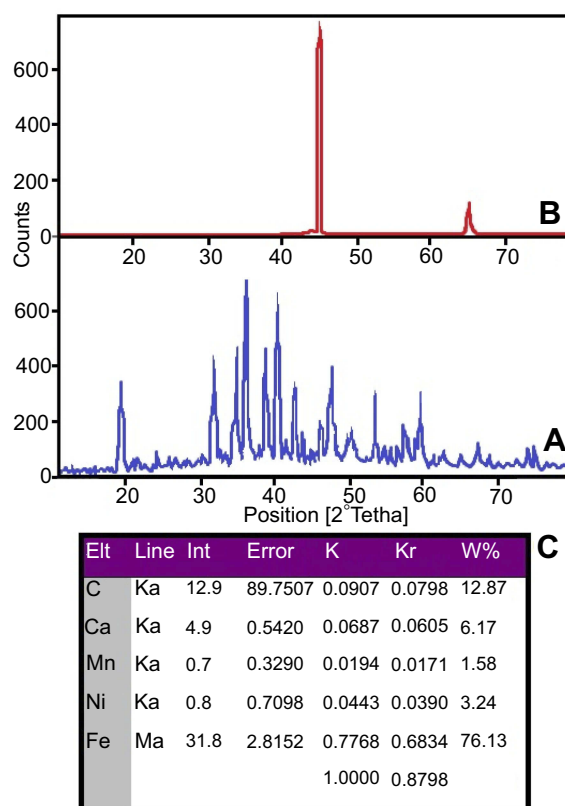 600
400
200
0
Counts
B
20 30 40 50 60 70
600
400
200
0
A
20 30 40 50 60 70
Position [2°Tetha]
C
Elt Line Int Error K Kr W%
C Ka 12.9 89.7507 0.0907 0.0798 12.87
Ca Ka 4.9 0.5420 0.0687 0.0605 6.17
Mn Ka 0.7 0.3290 0.0194 0.0171 1.58
Ni Ka 0.8 0.7098 0.0443 0.0390 3.24
Fe Ma 31.8 2.8152 0.7768 0.6834 76.13
1.0000 0.8798